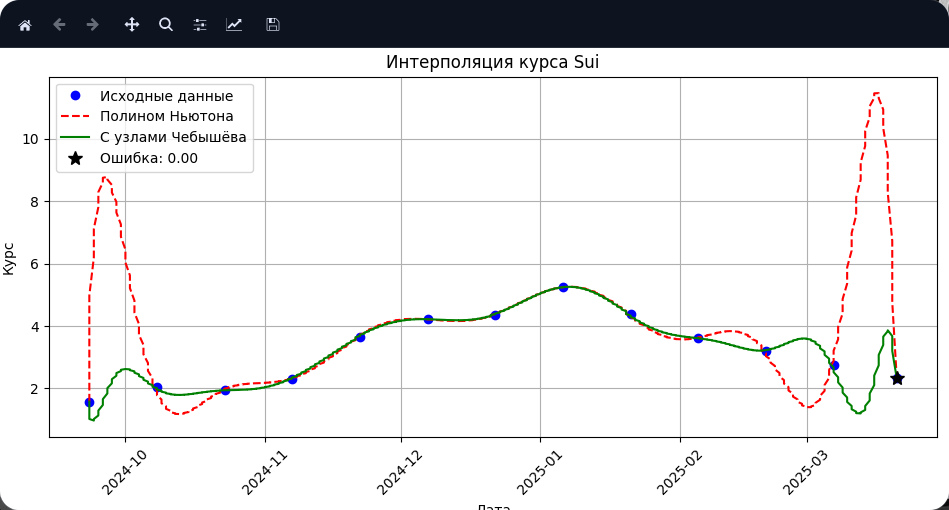 Интерполяция курса Sui
Исходные данные
Полином Ньютона
С узлами Чебышёва
Ошибка: 0.00
10
8
6
4
2
Курс
2024-10
2024-11
2024-12
2025-01
2025-02
2025-03
Дата